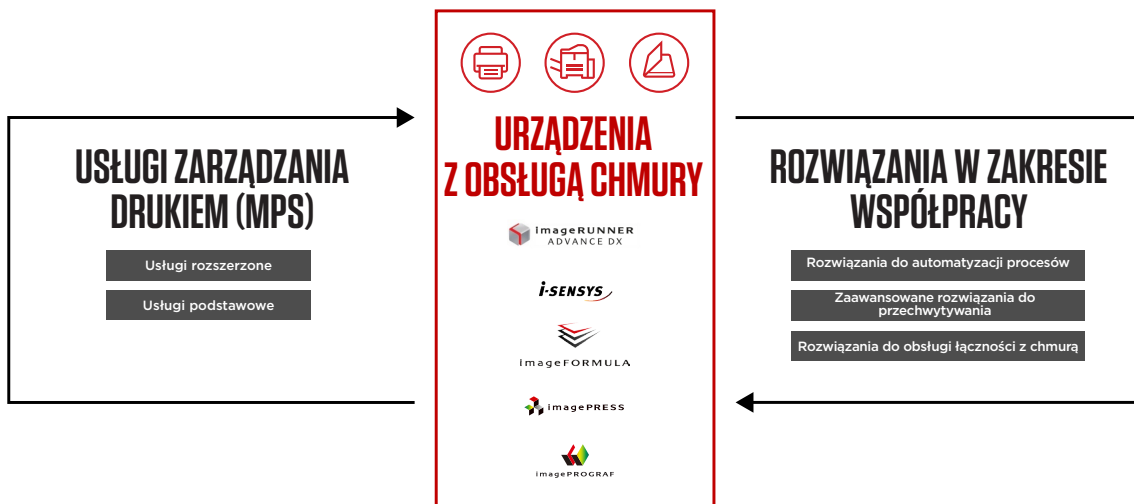 USŁUGI ZARZĄDZANIA
DRUKIEM (MPS)
Usługi rozszerzone
Usługi podstawowe
URZĄDZENIA
Z OBSŁUGĄ CHMURY
imageRUNNER
ADVANCE DX
i-SENSYS
imageFORMULA
imagePRESS
imagePROGRAF
ROZWIĄZANIA W ZAKRESIE
WSPÓŁPRACY
Rozwiązania do automatyzacji procesów
Zaawansowane rozwiązania do
przechwytywania
Rozwiązania do obsługi łączności z chmurą